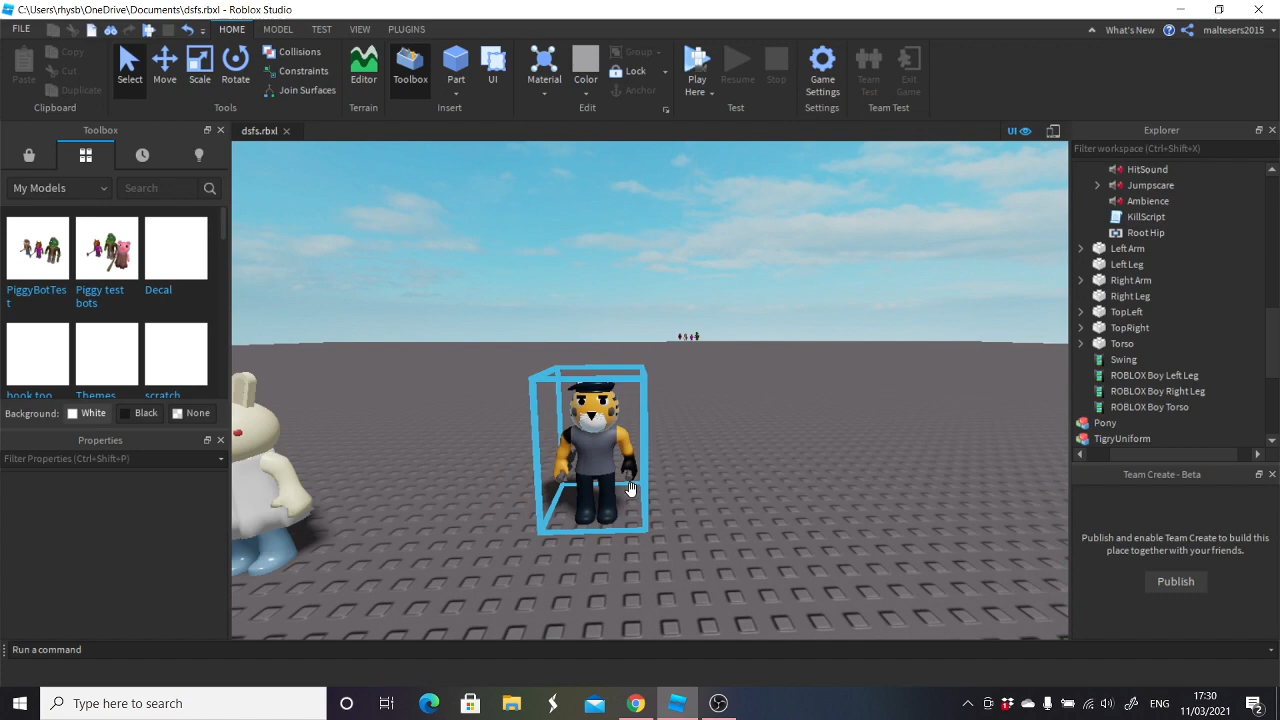 C:\Users\rhysb\OneDrive\Documents\dsfs.rbxl - Roblox Studio
FILE HOME MODEL TEST VIEW PLUGINS What's New maltesers2015
Paste Copy Cut Duplicate
Clipboard
Select Move Scale Rotate Collisions Constraints Join Surfaces
Tools
Editor
Terrain
Toolbox Part UI
Insert
Material Color Group Lock Anchor
Edit
Play Here Resume Stop
Test
Game Settings
Settings
Team Test Exit Game
Team Test
Toolbox
My Models Search
PiggyBotTest
Piggy test bots
Decal
book too
Themes
scratch
Background: White Black None
Properties
Filter Properties (Ctrl+Shift+P)
dsfs.rbxl
UI
Explorer
Filter workspace (Ctrl+Shift+X)
HitSound
Jumpscare
Ambience
KillScript
Root Hip
Left Arm
Left Leg
Right Arm
Right Leg
TopLeft
TopRight
Torso
Swing
ROBLOX Boy Left Leg
ROBLOX Boy Right Leg
ROBLOX Boy Torso
Pony
TigryUniform
Team Create - Beta
Publish and enable Team Create to build this
place together with your friends.
Publish
Run a command
Type here to search
ENG
17:30
11/03/2021
2